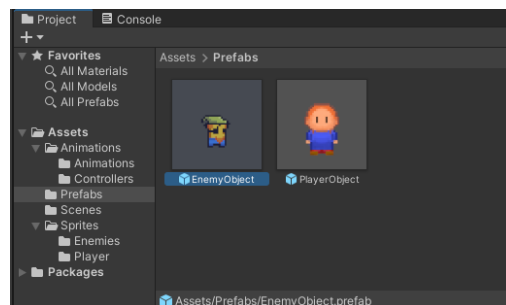 Project
Console
Favorites
All Materials
All Models
All Prefabs
Assets
Animations
Animations
Controllers
Prefabs
Scenes
Sprites
Enemies
Player
Packages
Assets > Prefabs
EnemyObject
PlayerObject
Assets/Prefabs/EnemyObject.prefab